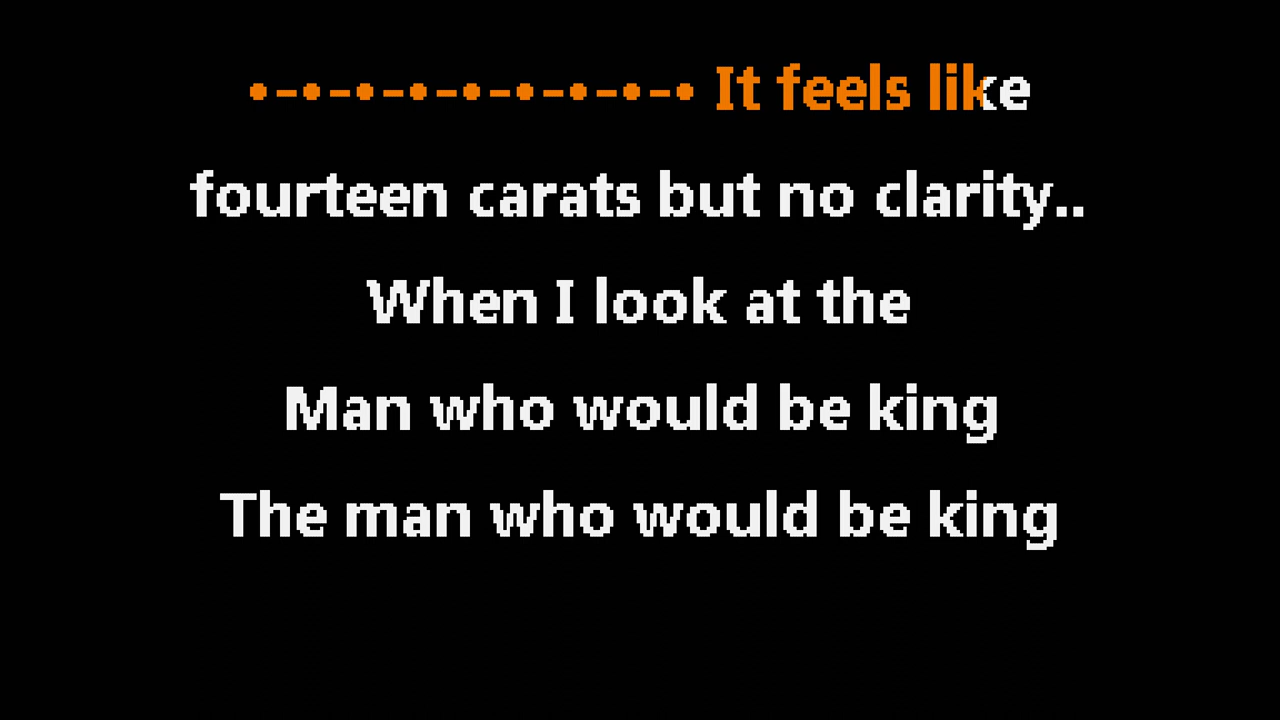 •–•–•–•–•–•–•–•–• It feels like
fourteen carats but no clarity..
When I look at the
Man who would be king
The man who would be king